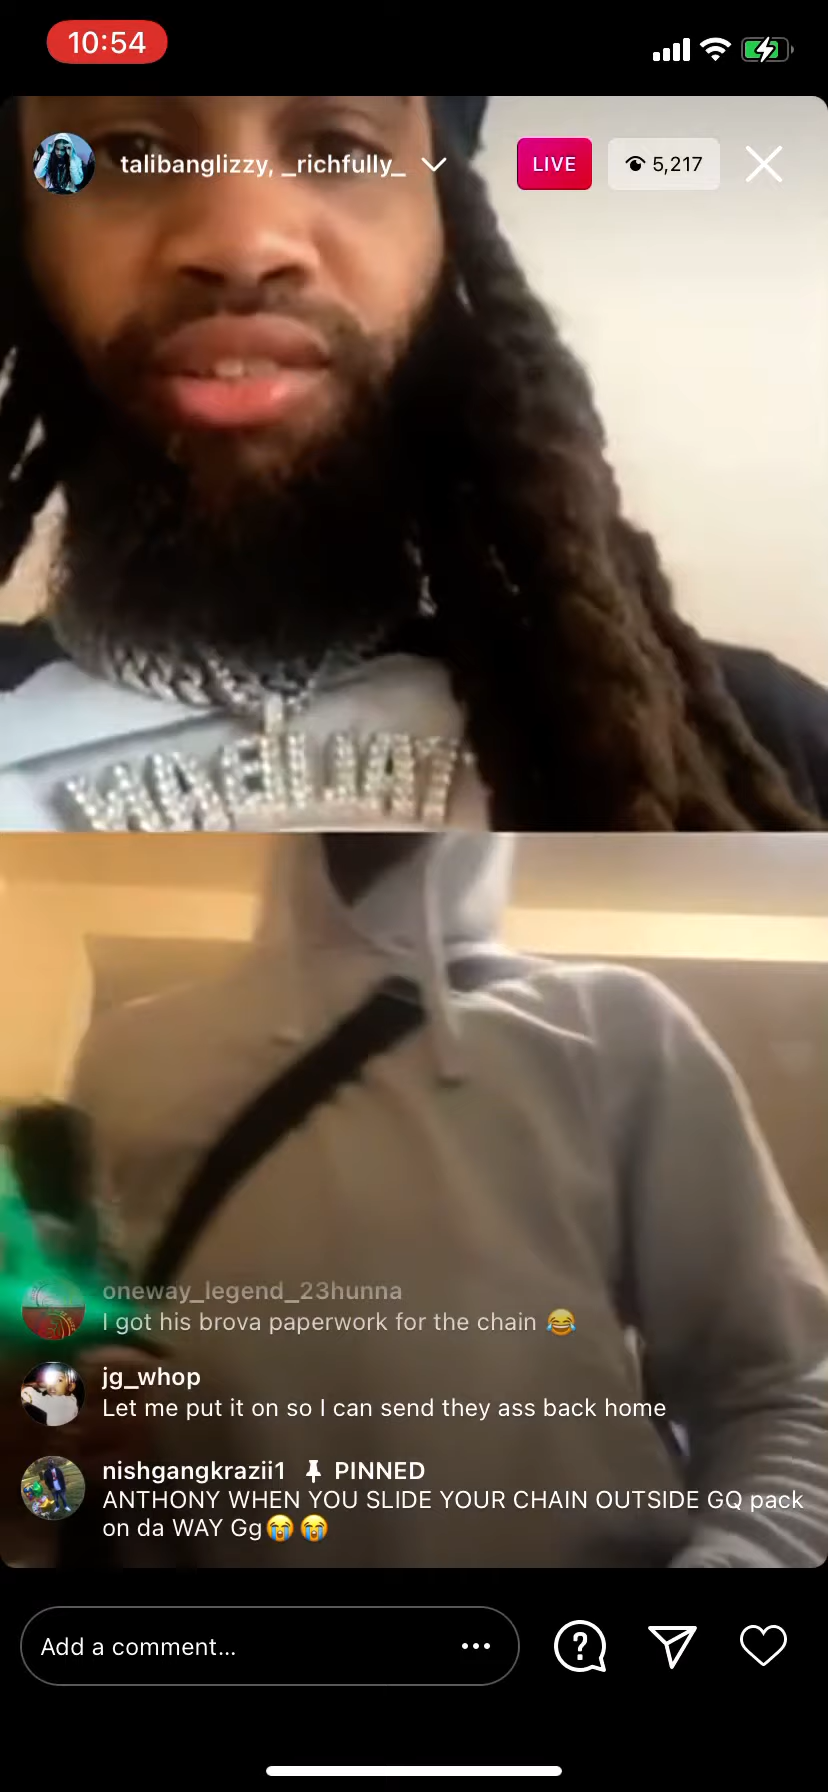 10:54
talibanglizzy, _richfully_
LIVE
5,217
oneway_legend_23hunna
I got his brova paperwork for the chain 😂
jg_whop
Let me put it on so I can send they ass back home
nishgangkrazii1 PINNED
ANTHONY WHEN YOU SLIDE YOUR CHAIN OUTSIDE GQ pack
on da WAY Gg😭😭
Add a comment...